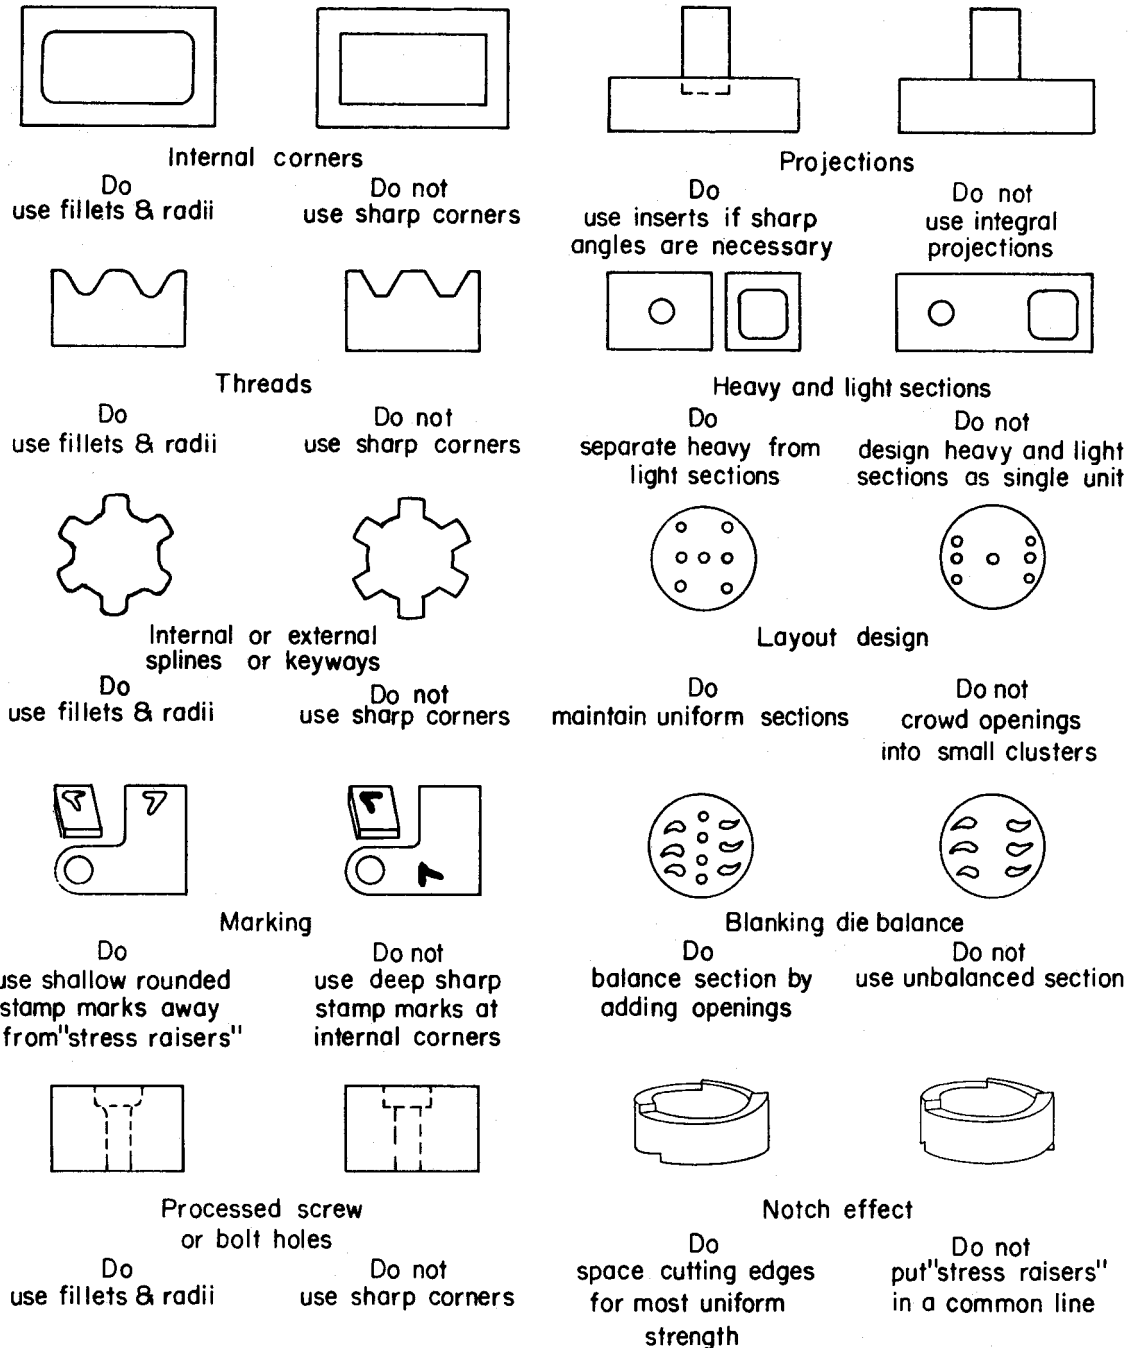 Internal corners
Do
use fillets & radii
Do not
use sharp corners
Projections
Do
use inserts if sharp
angles are necessary
Do not
use integral
projections
Threads
Do
use fillets & radii
Do not
use sharp corners
Heavy and light sections
Do
separate heavy from
light sections
Do not
design heavy and light
sections as single unit
Internal or external
splines or keyways
Do
use fillets & radii
Do not
use sharp corners
Layout design
Do
maintain uniform sections
Do not
crowd openings
into small clusters
Marking
Do
use shallow rounded
stamp marks away
from "stress raisers"
Do not
use deep sharp
stamp marks at
internal corners
Blanking die balance
Do
balance section by
adding openings
Do not
use unbalanced section
Processed screw
or bolt holes
Do
use fillets & radii
Do not
use sharp corners
Notch effect
Do
space cutting edges
for most uniform
strength
Do not
put "stress raisers"
in a common line